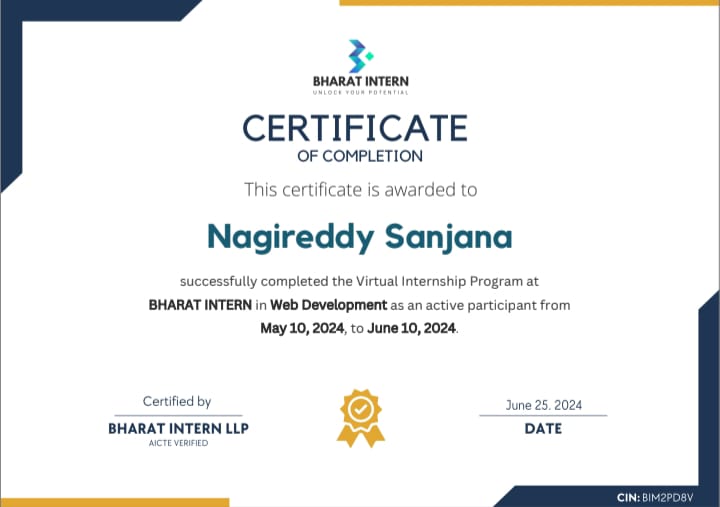 BHARAT INTERN
UNLOCK YOUR POTENTIAL
CERTIFICATE
OF COMPLETION
This certificate is awarded to
Nagireddy Sanjana
successfully completed the Virtual Internship Program at
BHARAT INTERN in Web Development as an active participant from
May 10, 2024, to June 10, 2024.
Certified by
BHARAT INTERN LLP
AICTE VERIFIED
June 25. 2024
DATE
CIN: BIM2PD8V